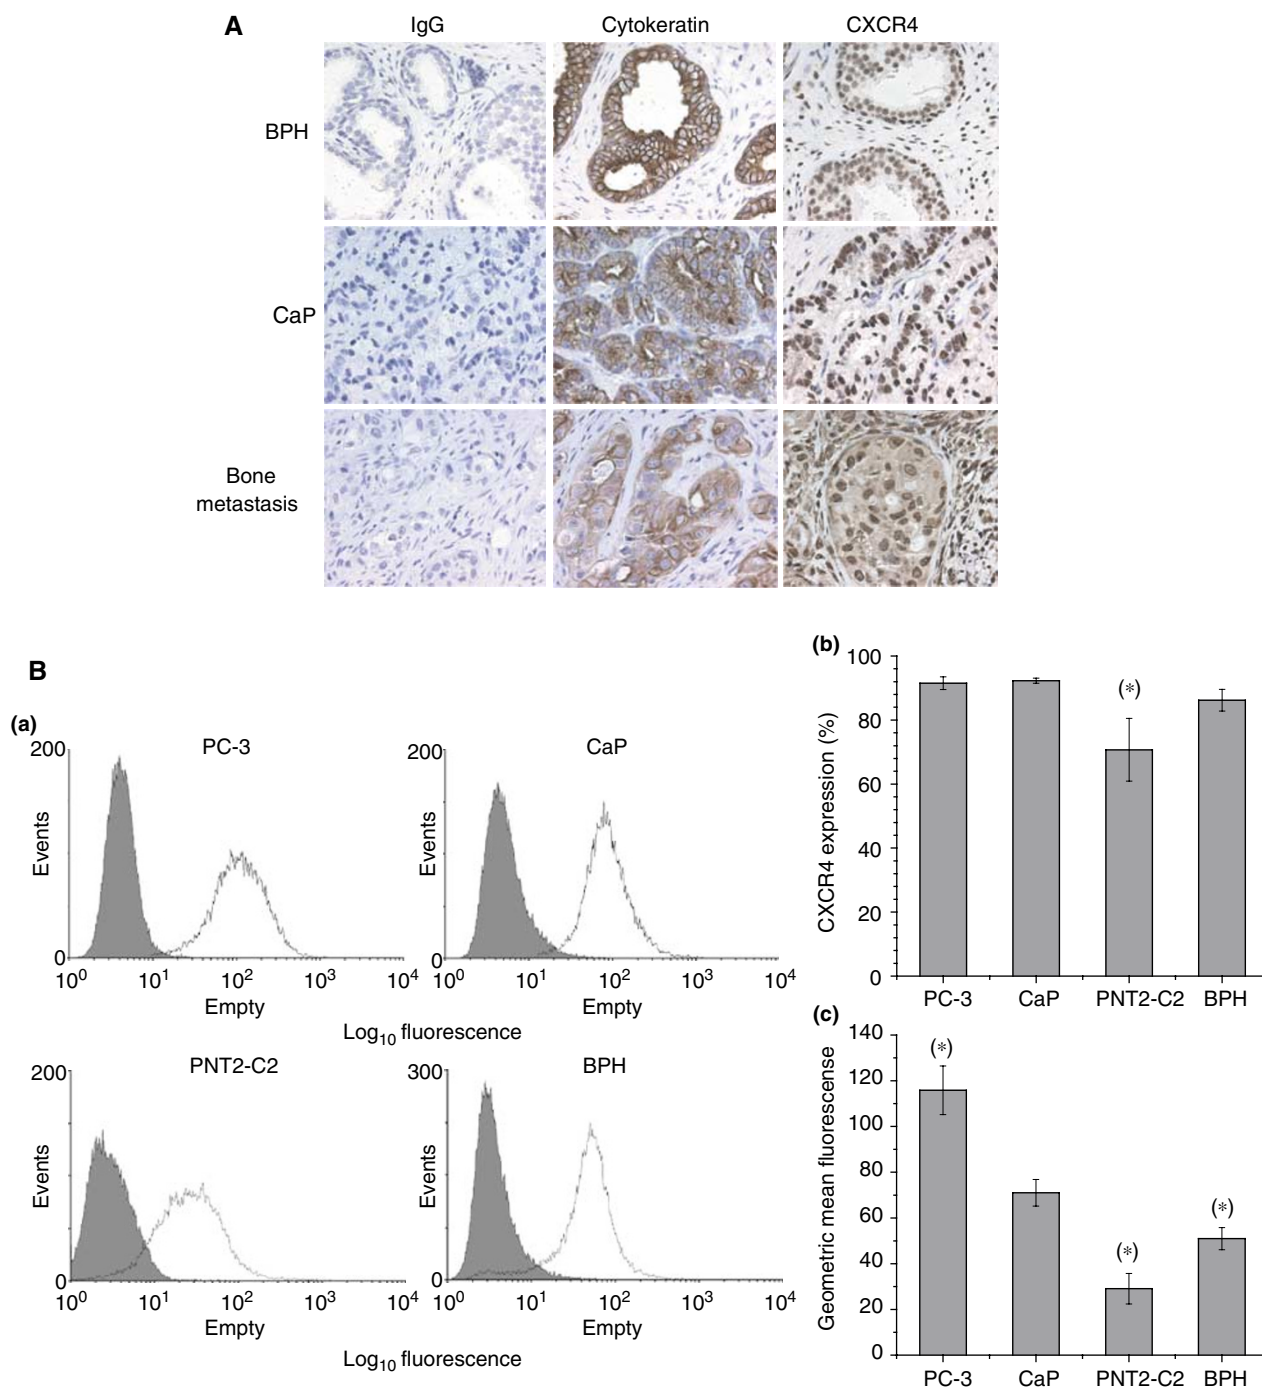 A
IgG
Cytokeratin
CXCR4
BPH
CaP
Bone
metastasis
B
(a)
PC-3
200
Events
0
10^0 10^1 10^2 10^3 10^4
Empty
CaP
200
Events
0
10^0 10^1 10^2 10^3 10^4
Empty
Log10 fluorescence
PNT2-C2
200
Events
0
10^0 10^1 10^2 10^3 10^4
Empty
BPH
300
Events
0
10^0 10^1 10^2 10^3 10^4
Empty
Log10 fluorescence
(b)
CXCR4 expression (%)
100
80
60
40
20
0
(*)
PC-3 CaP PNT2-C2 BPH
(c)
Geometric mean fluorescense
140
120
100
80
60
40
20
0
(*)
(*)
(*)
PC-3 CaP PNT2-C2 BPH